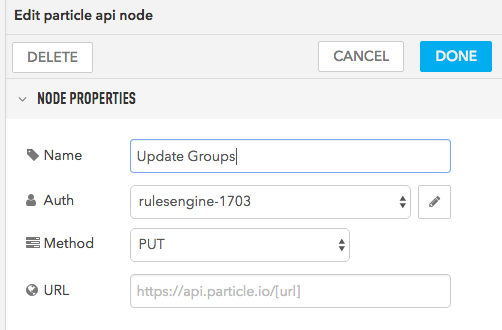 Edit particle api node
DELETE CANCEL DONE
NODE PROPERTIES
Name Update Groups
Auth rulesengine-1703
Method PUT
URL https://api.particle.io/[url]